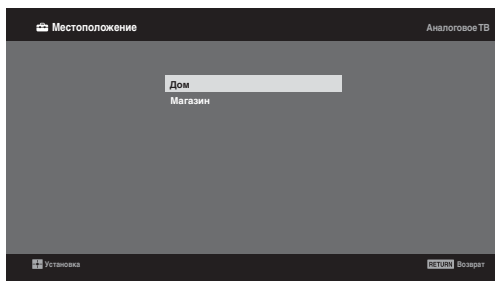 Местоположение
Аналоговое ТВ
Дом
Магазин
Установка
RETURN Возврат